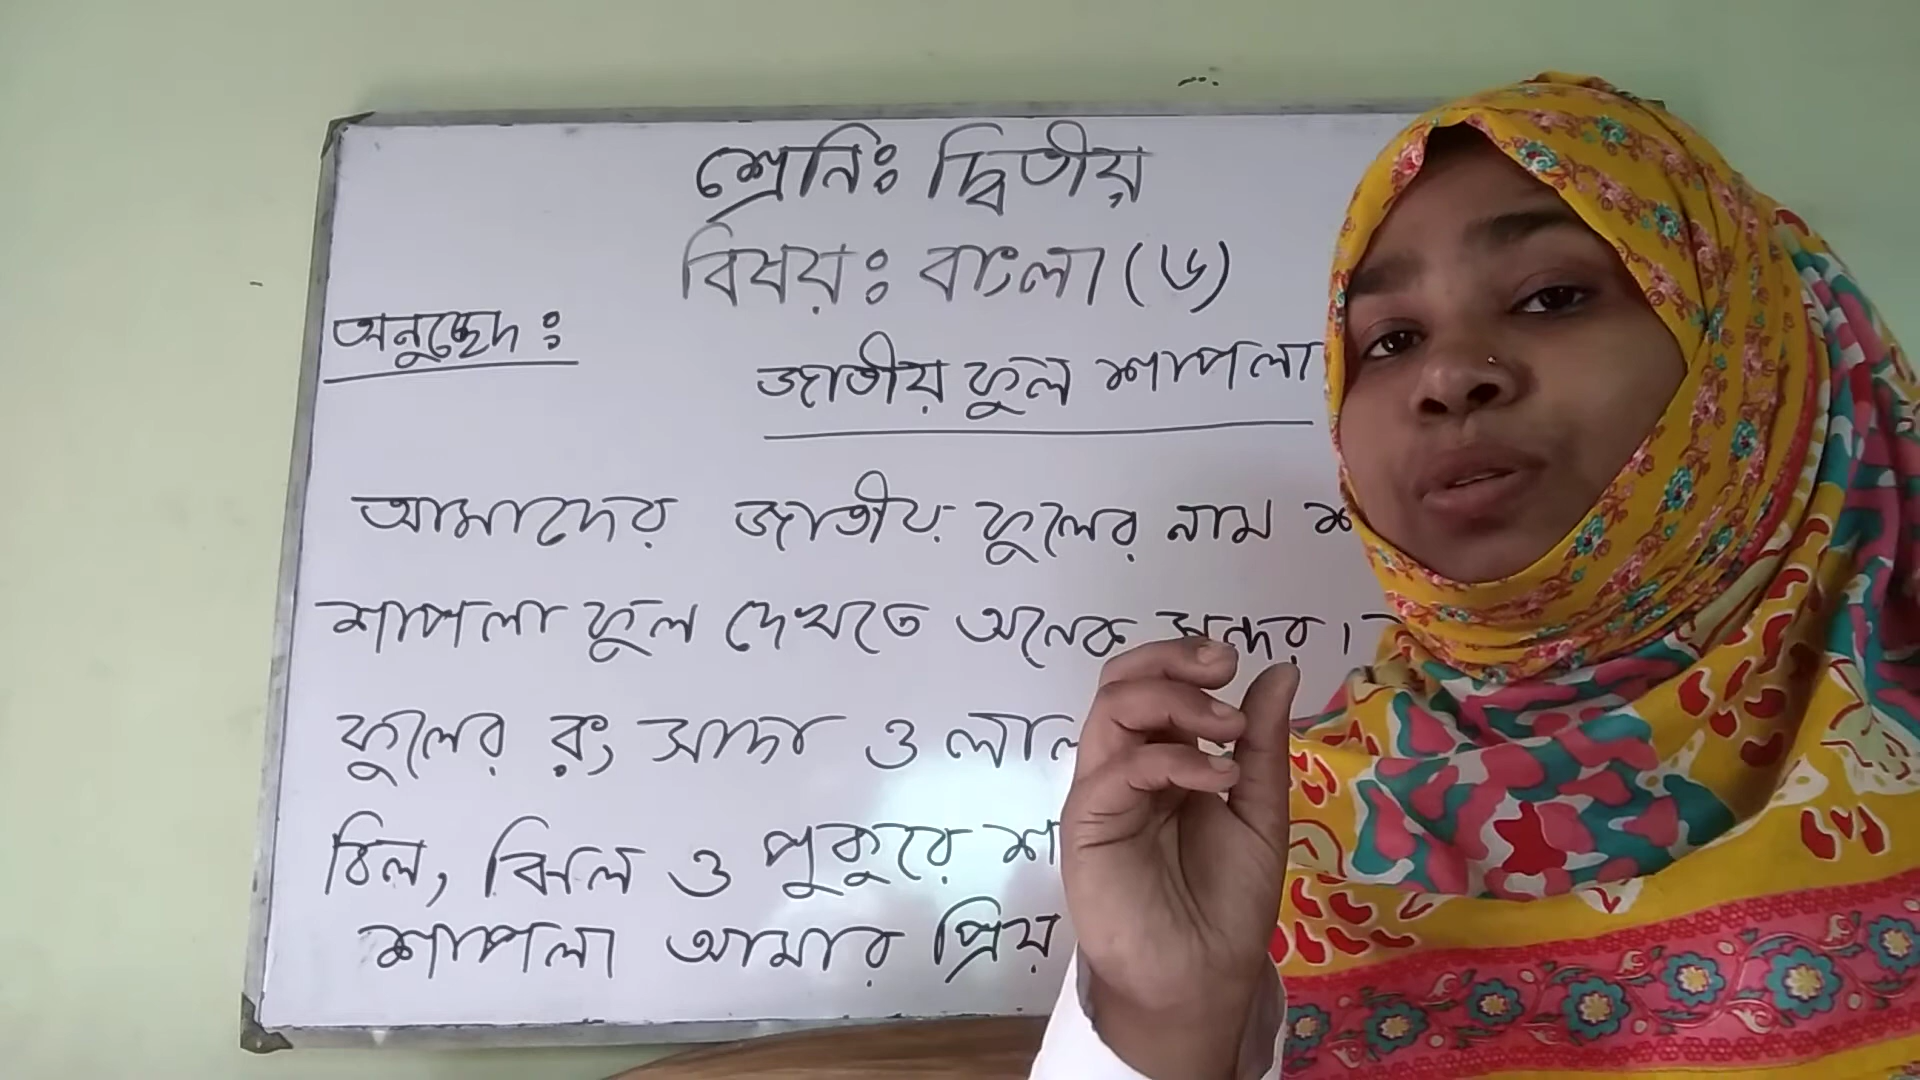 শ্রেনিঃ দ্বিতীয়
বিষয়ঃ বাংলা (৬)
অনুচ্ছেদঃ
জাতীয় ফুল শাপলা
আমাদের জাতীয় ফুলের নাম
শাপলা ফুল দেখতে অনেক সুন্দর।
ফুলের রং সাদা ও লাল
বিল, ঝিল ও পুকুরে
শাপলা আমার প্রিয়